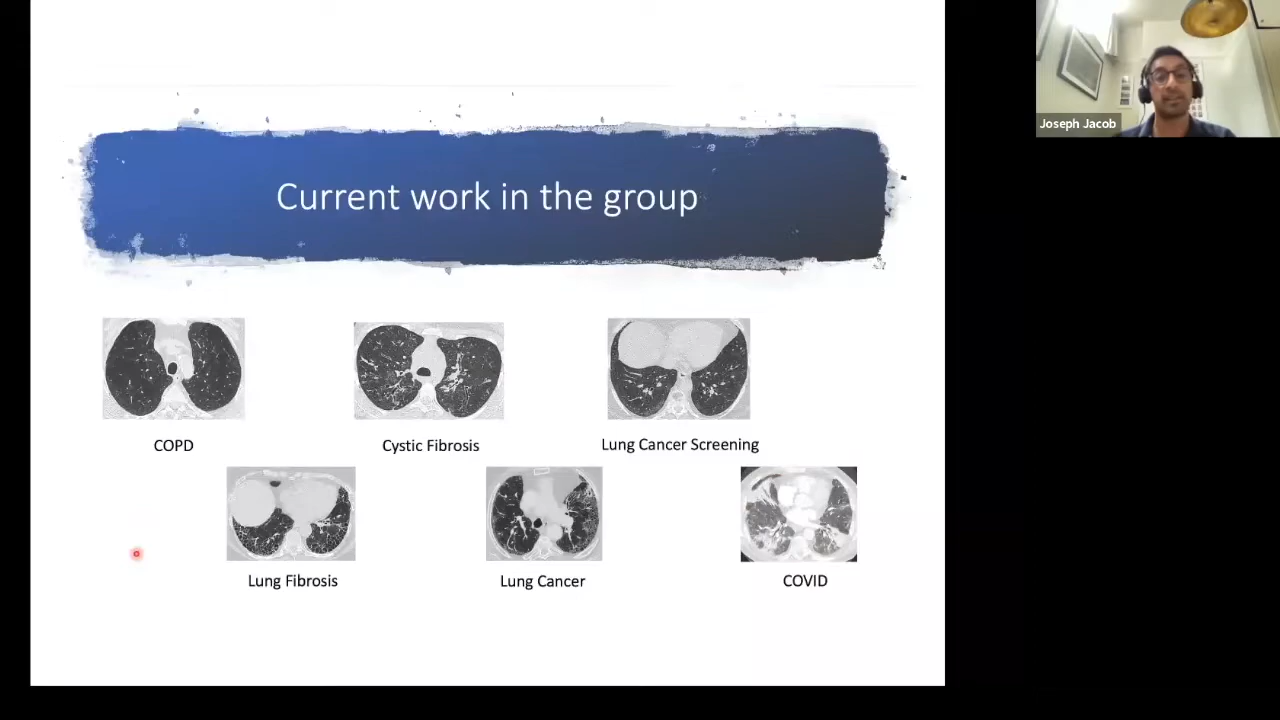 Current work in the group
Joseph Jacob
COPD
Cystic Fibrosis
Lung Cancer Screening
Lung Fibrosis
Lung Cancer
COVID